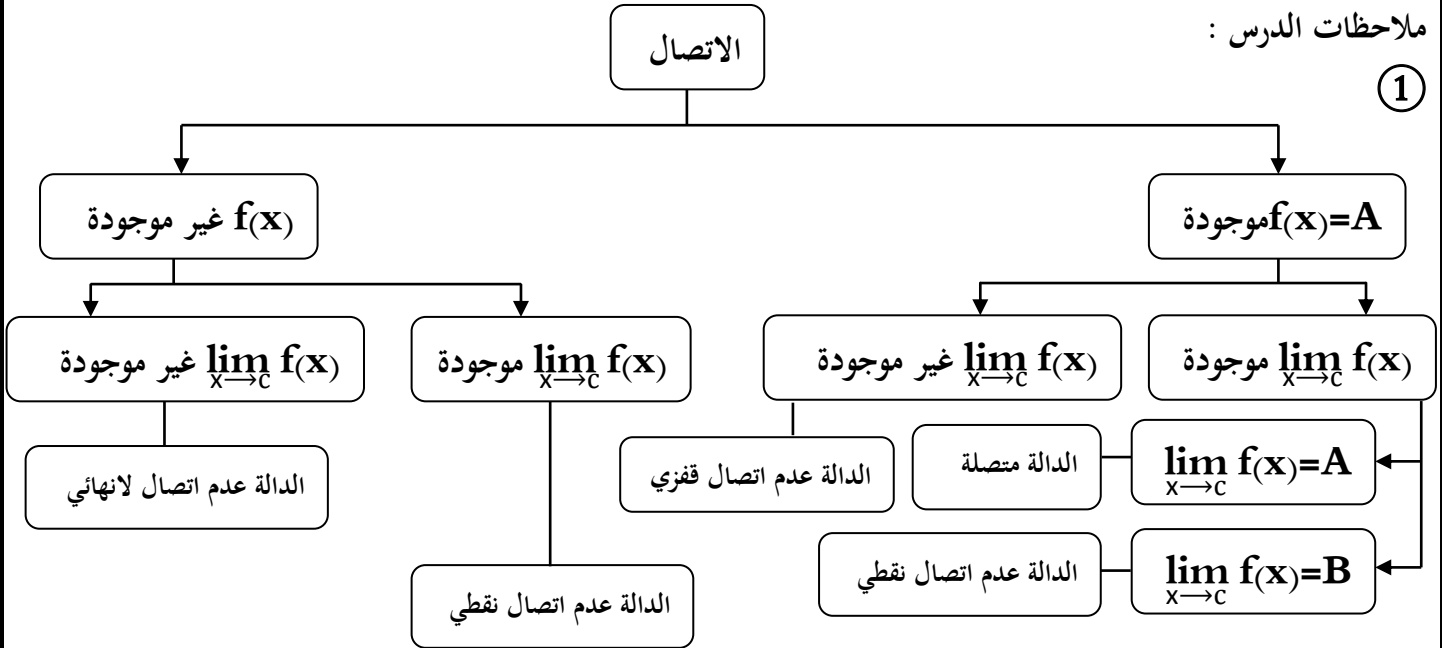 ملاحظات الدرس :
①
الاتصال
f(x)=A موجودة
f(x) غير موجودة
lim x→c f(x) موجودة
lim x→c f(x) غير موجودة
lim x→c f(x) موجودة
lim x→c f(x) غير موجودة
lim x→c f(x)=A
الدالة متصلة
الدالة عدم اتصال قفزي
الدالة عدم اتصال لانهائي
lim x→c f(x)=B
الدالة عدم اتصال نقطي
الدالة عدم اتصال نقطي